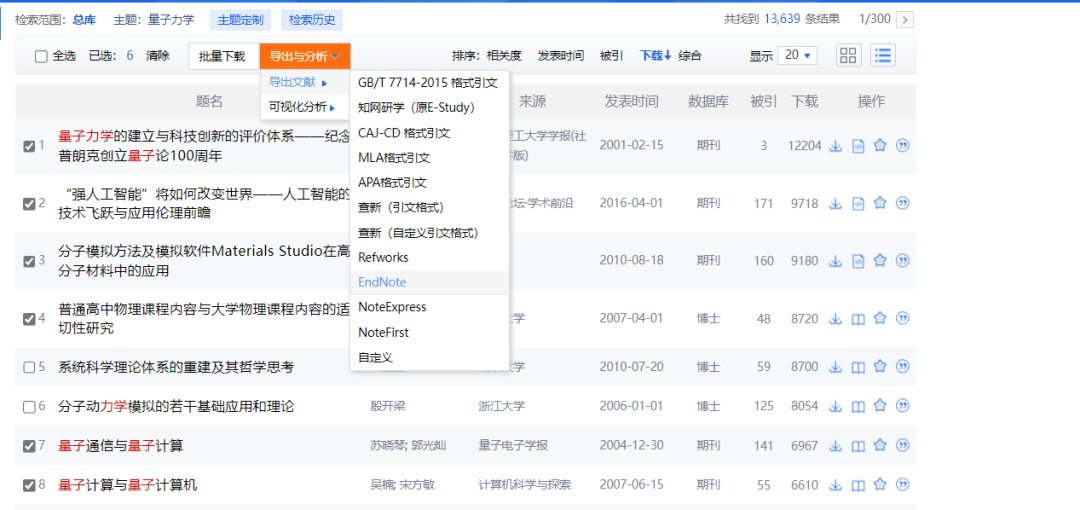 检索范围：总库 主题：量子力学 主题定制 检索历史 共找到 13,639 条结果 1/300
全选 已选：6 清除 批量下载 导出与分析 排序：相关度 发表时间 被引 下载↓ 综合 显示 20
导出文献
可视化分析
GB/T 7714-2015 格式引文
知网研学（原E-Study）
CAJ-CD 格式引文
MLA格式引文
APA格式引文
查新（引文格式）
查新（自定义引文格式）
Refworks
EndNote
NoteExpress
NoteFirst
自定义
题名 来源 发表时间 数据库 被引 下载 操作
1 量子力学的建立与科技创新的评价体系——纪念
普朗克创立量子论100周年
理工大学学报(社
学版) 2001-02-15 期刊 3 12204
2 “强人工智能”将如何改变世界——人工智能的
技术飞跃与应用伦理前瞻
论坛·学术前沿 2016-04-01 期刊 171 9718
3 分子模拟方法及模拟软件Materials Studio在高
分子材料中的应用
2010-08-18 期刊 160 9180
4 普通高中物理课程内容与大学物理课程内容的适
切性研究
大学 2007-04-01 博士 48 8720
5 系统科学理论体系的重建及其哲学思考 大学 2010-07-20 博士 59 8700
6 分子动力学模拟的若干基础应用和理论 殷开梁 浙江大学 2006-01-01 博士 125 8054
7 量子通信与量子计算 苏晓琴; 郭光灿 量子电子学报 2004-12-30 期刊 141 6967
8 量子计算与量子计算机 吴楠; 宋方敏 计算机科学与探索 2007-06-15 期刊 55 6610